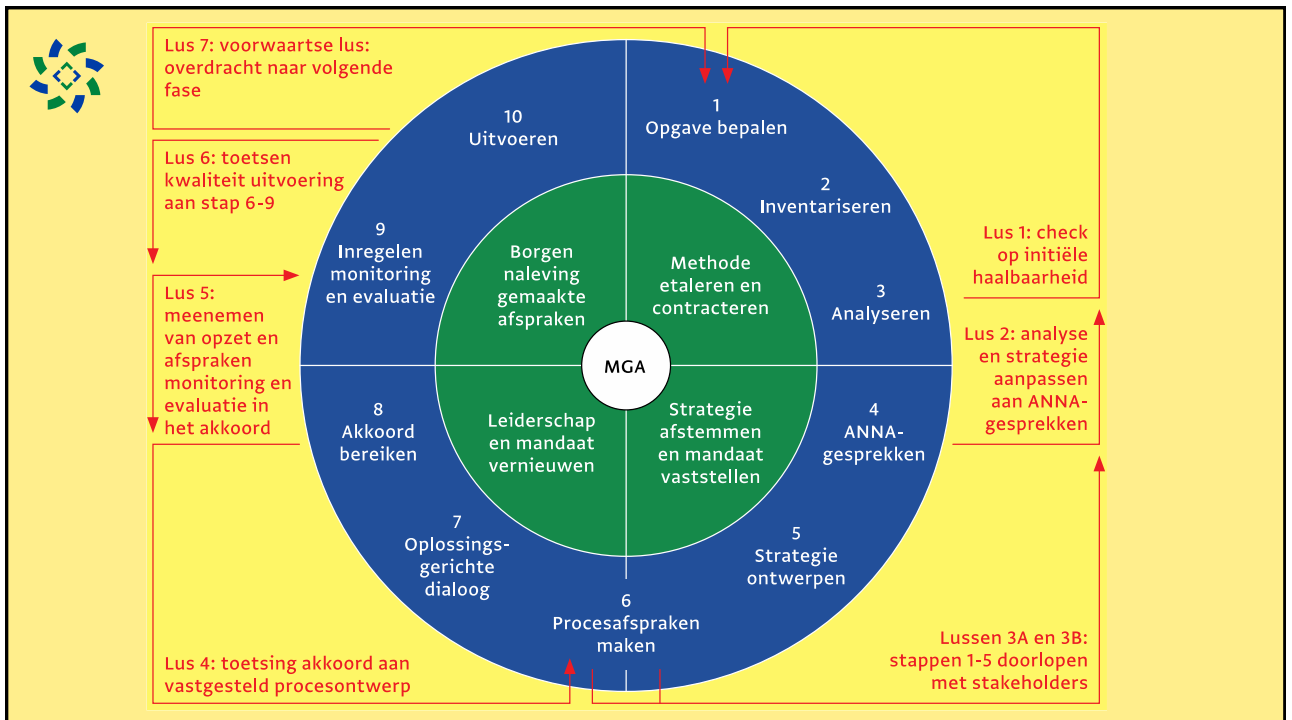 Lus 7: voorwaartse lus:
overdracht naar volgende
fase
Lus 6: toetsen
kwaliteit uitvoering
aan stap 6-9
Lus 5:
meenemen
van opzet en
afspraken
monitoring en
evaluatie in
het akkoord
Lus 4: toetsing akkoord aan
vastgesteld procesontwerp
1
Opgave bepalen
2
Inventariseren
3
Analyseren
4
ANNA-
gesprekken
5
Strategie
ontwerpen
6
Procesafspraken
maken
7
Oplossings-
gerichte
dialoog
8
Akkoord
bereiken
9
Inregelen
monitoring
en evaluatie
10
Uitvoeren
Borgen
naleving
gemaakte
afspraken
Methode
etaleren en
contracteren
MGA
Leiderschap
en mandaat
vernieuwen
Strategie
afstemmen
en mandaat
vaststellen
Lus 1: check
op initiële
haalbaarheid
Lus 2: analyse
en strategie
aanpassen
aan ANNA-
gesprekken
Lussen 3A en 3B:
stappen 1-5 doorlopen
met stakeholders